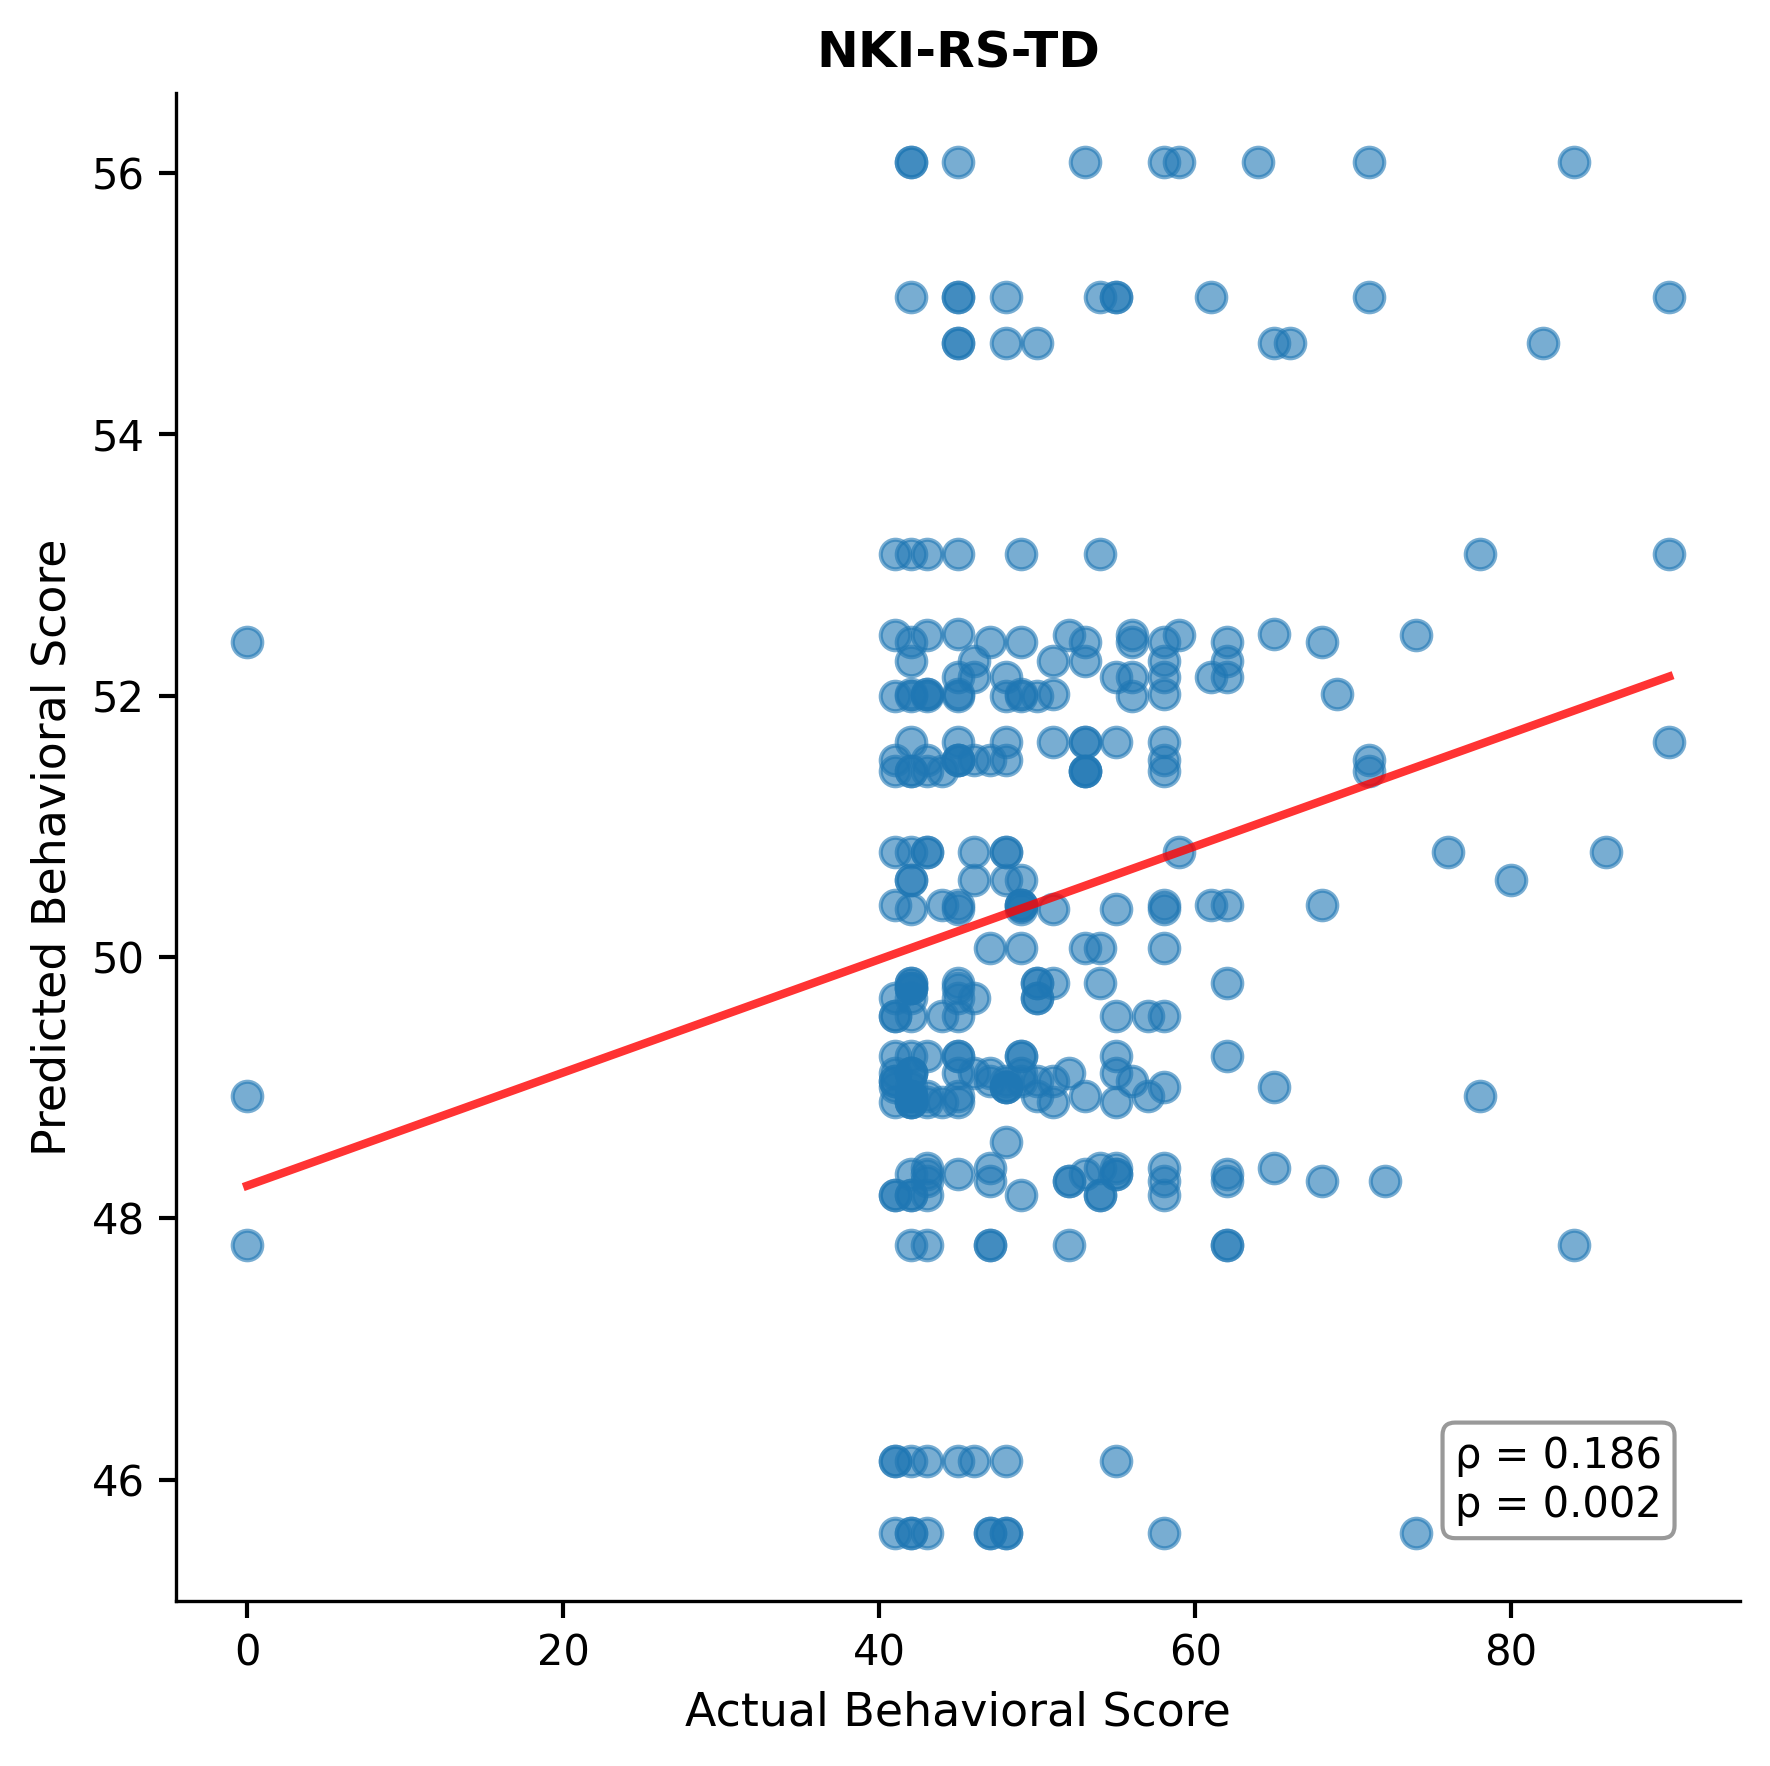 NKI-RS-TD
Predicted Behavioral Score
56
54
52
50
48
46
ρ = 0.186
p = 0.002
0 20 40 60 80
Actual Behavioral Score